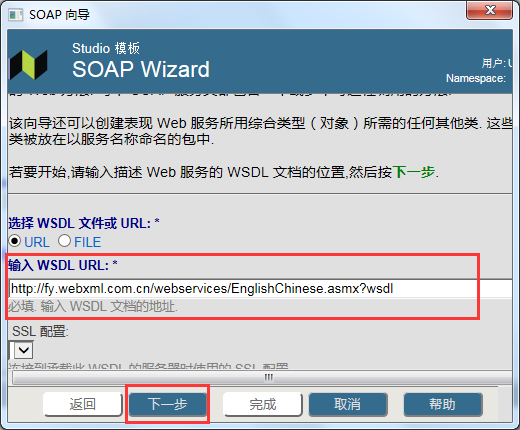 SOAP 向导
Studio 模板
SOAP Wizard
用户: U
Namespace:
该向导还可以创建表现 Web 服务所用综合类型（对象）所需的任何其他类. 这些
类被放在以服务名称命名的包中.
若要开始,请输入描述 Web 服务的 WSDL 文档的位置,然后按下一步.
选择 WSDL 文件或 URL: *
URL FILE
输入 WSDL URL: *
http://fy.webxml.com.cn/webservices/EnglishChinese.asmx?wsdl
必填. 输入 WSDL 文档的地址.
SSL 配置:
连接到承载此 WSDL 的服务器时使用的 SSL 配置
返回 下一步 完成 取消 帮助